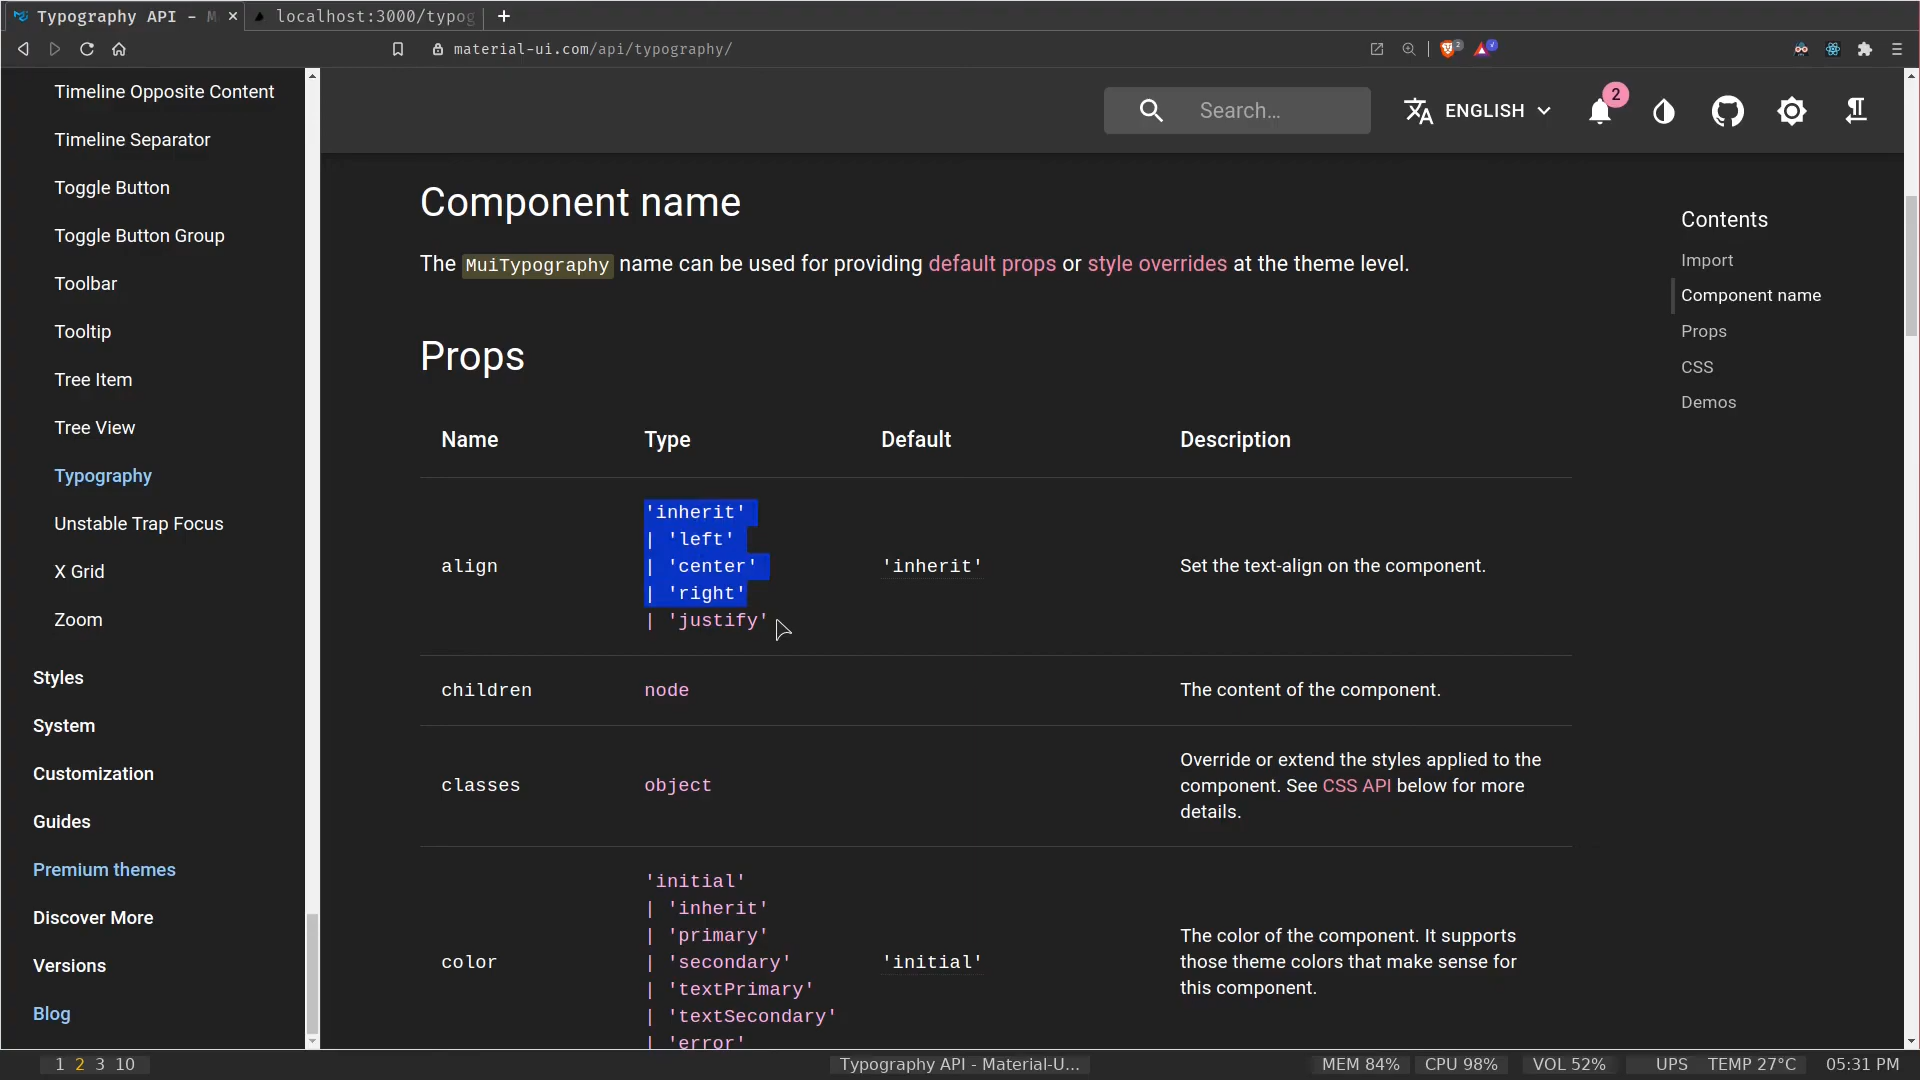 Typography API - M
localhost:3000/typog
material-ui.com/api/typography/
2
Timeline Opposite Content
Timeline Separator
Toggle Button
Toggle Button Group
Toolbar
Tooltip
Tree Item
Tree View
Typography
Unstable Trap Focus
X Grid
Zoom
Styles
System
Customization
Guides
Premium themes
Discover More
Versions
Blog
Search…
ENGLISH
2
Component name
The MuiTypography name can be used for providing default props or style overrides at the theme level.
Props
Name Type Default Description
align
'inherit'
| 'left'
| 'center'
| 'right'
| 'justify'
'inherit'
Set the text-align on the component.
children node The content of the component.
classes object
Override or extend the styles applied to the
component. See CSS API below for more
details.
color
'initial'
| 'inherit'
| 'primary'
| 'secondary'
| 'textPrimary'
| 'textSecondary'
| 'error'
'initial'
The color of the component. It supports
those theme colors that make sense for
this component.
Contents
Import
Component name
Props
CSS
Demos
1 2 3 10
Typography API - Material-U...
MEM 84% CPU 98% VOL 52% UPS TEMP 27°C 05:31 PM